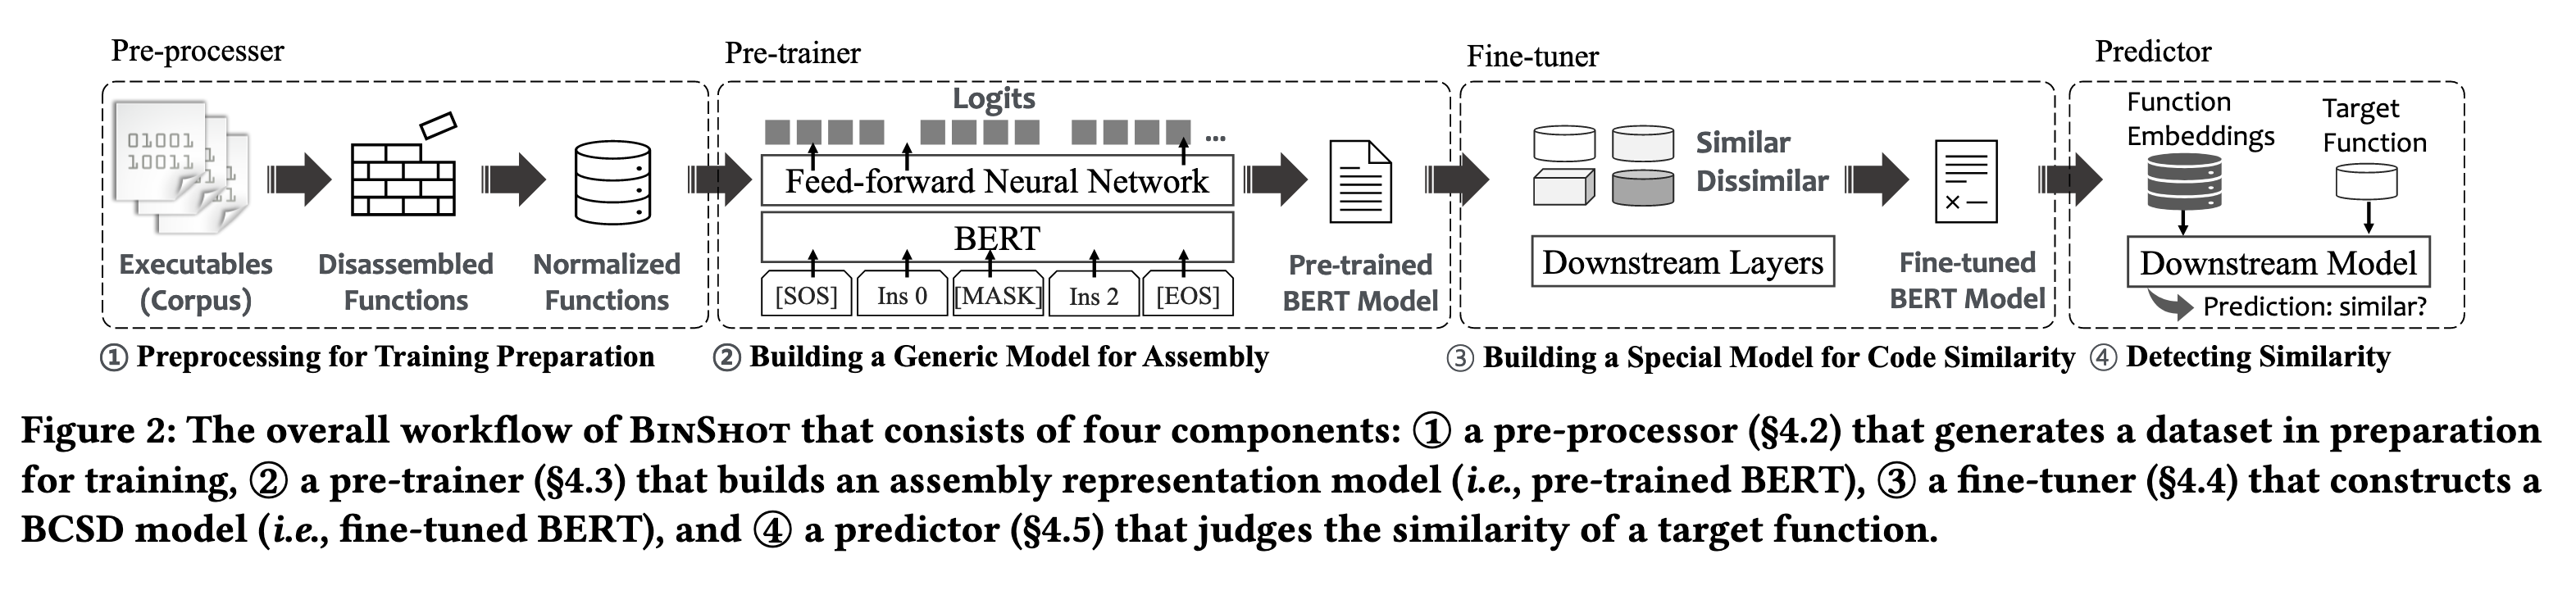 Pre-processer
Pre-trainer
Fine-tuner
Predictor
01001
10011
Executables
(Corpus)
Disassembled
Functions
Normalized
Functions
Logits
...
Feed-forward Neural Network
BERT
[SOS]
Ins 0
[MASK]
Ins 2
[EOS]
Pre-trained
BERT Model
Similar
Dissimilar
Downstream Layers
Fine-tuned
BERT Model
Function
Embeddings
Target
Function
Downstream Model
Prediction: similar?
① Preprocessing for Training Preparation
② Building a Generic Model for Assembly
③ Building a Special Model for Code Similarity
④ Detecting Similarity
Figure 2: The overall workflow of BinShot that consists of four components: ① a pre-processor (§4.2) that generates a dataset in preparation
for training, ② a pre-trainer (§4.3) that builds an assembly representation model (i.e., pre-trained BERT), ③ a fine-tuner (§4.4) that constructs a
BCSD model (i.e., fine-tuned BERT), and ④ a predictor (§4.5) that judges the similarity of a target function.